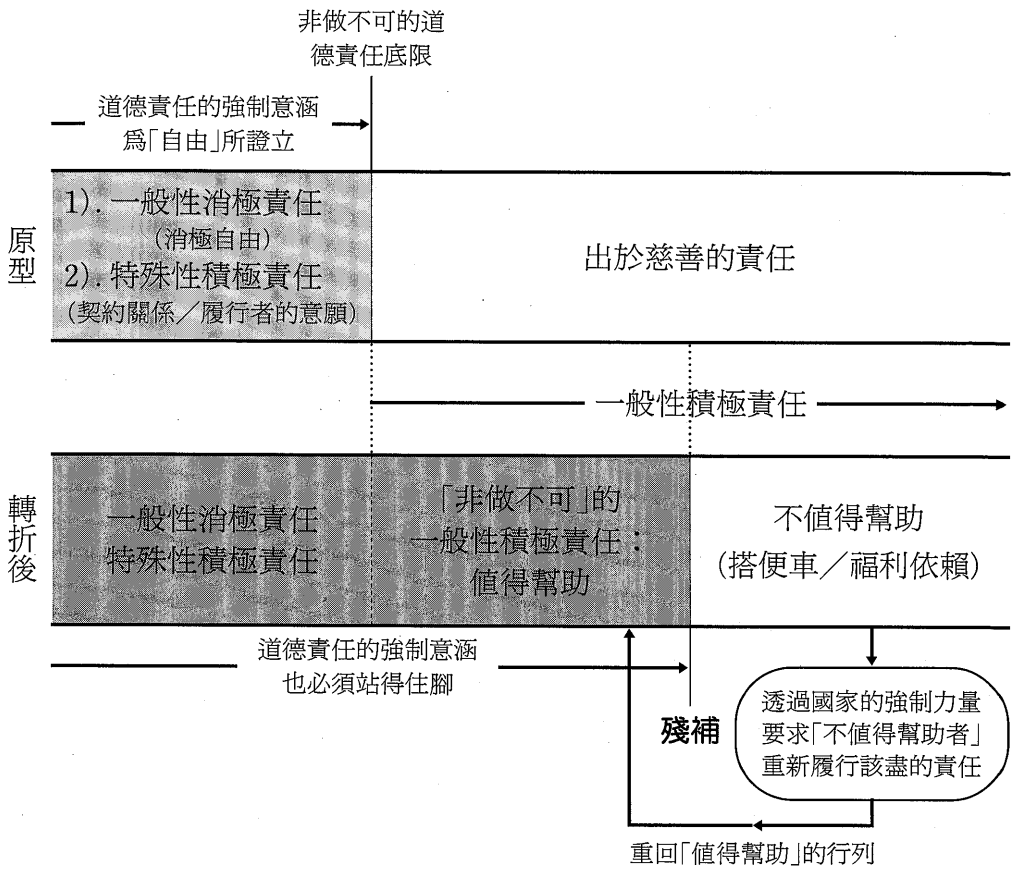 非做不可的道
德責任底限
道德責任的強制意涵
爲「自由」所證立
原型
1). 一般性消極責任
(消極自由)
2). 特殊性積極責任
(契約關係／履行者的意願)
出於慈善的責任
一般性積極責任
轉折後
一般性消極責任
特殊性積極責任
「非做不可」的
一般性積極責任：
值得幫助
不值得幫助
(搭便車／福利依賴)
道德責任的強制意涵
也必須站得住腳
殘補
透過國家的強制力量
要求「不值得幫助者」
重新履行該盡的責任
重回「值得幫助」的行列